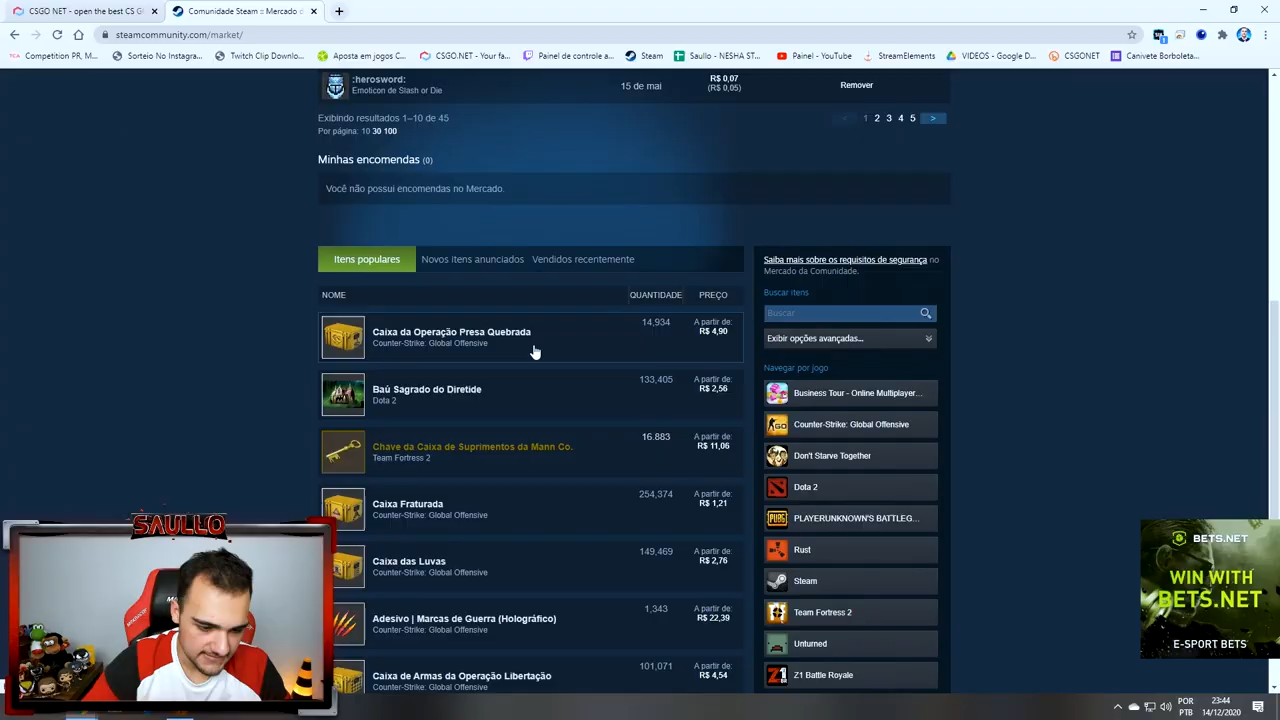 CSGO NET - open the best CS G
Comunidade Steam :: Mercado d
steamcommunity.com/market/
Competition PR, M...
Sorteio No Instagra...
Twitch Clip Downlo...
Aposta em jogos C...
CSGO.NET - Your fa...
Painel de controle a...
Steam
Saullo - NESHA ST...
Painel - YouTube
StreamElements
VIDEOS - Google D...
CSGONET
Canivete Borboleta...
:herosword:
Emoticon de Slash or Die
15 de mai
R$ 0,07
(R$ 0,05)
Remover
Exibindo resultados 1–10 de 45
1 2 3 4 5 >
Por página: 10 30 100
Minhas encomendas (0)
Você não possui encomendas no Mercado.
Itens populares
Novos itens anunciados
Vendidos recentemente
NOME
QUANTIDADE
PREÇO
Caixa da Operação Presa Quebrada
Counter-Strike: Global Offensive
14,934
A partir de:
R$ 4,90
Baú Sagrado do Diretide
Dota 2
133,405
A partir de:
R$ 2,56
Chave da Caixa de Suprimentos da Mann Co.
Team Fortress 2
16.883
A partir de:
R$ 11,06
Caixa Fraturada
Counter-Strike: Global Offensive
254,374
A partir de:
R$ 1,21
Caixa das Luvas
Counter-Strike: Global Offensive
149,469
A partir de:
R$ 2,76
Adesivo | Marcas de Guerra (Holográfico)
Counter-Strike: Global Offensive
1,343
A partir de:
R$ 22,39
Caixa de Armas da Operação Libertação
Counter-Strike: Global Offensive
101,071
A partir de:
R$ 4,54
Saiba mais sobre os requisitos de segurança no
Mercado da Comunidade.
Buscar itens
Buscar
Exibir opções avançadas...
Navegar por jogo
Business Tour - Online Multiplayer...
Counter-Strike: Global Offensive
Don't Starve Together
Dota 2
PLAYERUNKNOWN'S BATTLEG...
Rust
Steam
Team Fortress 2
Unturned
Z1 Battle Royale
SAULLO
BETS.NET
WIN WITH
BETS.NET
E-SPORT BETS
POR
PTB
23:44
14/12/2020